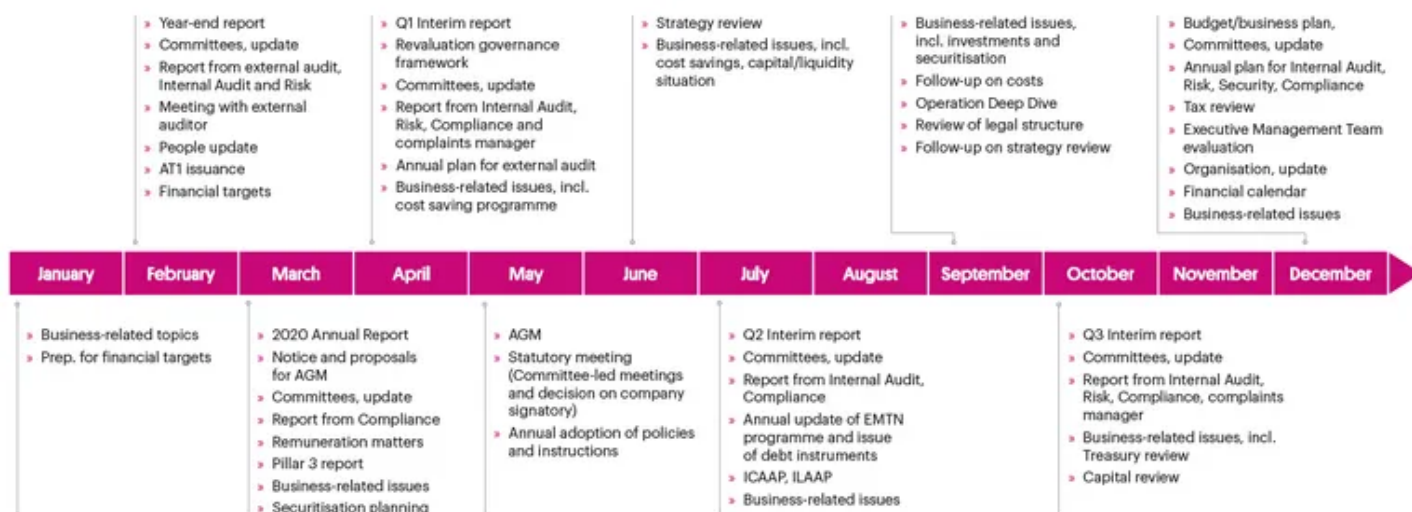 » Year-end report
» Committees, update
» Report from external audit,
Internal Audit and Risk
» Meeting with external
auditor
» People update
» AT1 issuance
» Financial targets
» Q1 Interim report
» Revaluation governance
framework
» Committees, update
» Report from Internal Audit,
Risk, Compliance and
complaints manager
» Annual plan for external audit
» Business-related issues, incl.
cost saving programme
» Strategy review
» Business-related issues, incl.
cost savings, capital/liquidity
situation
» Business-related issues,
incl. investments and
securitisation
» Follow-up on costs
» Operation Deep Dive
» Review of legal structure
» Follow-up on strategy review
» Budget/business plan,
» Committees, update
» Annual plan for Internal Audit,
Risk, Security, Compliance
» Tax review
» Executive Management Team
evaluation
» Organisation, update
» Financial calendar
» Business-related issues
January
February
March
April
May
June
July
August
September
October
November
December
» Business-related topics
» Prep. for financial targets
» 2020 Annual Report
» Notice and proposals
for AGM
» Committees, update
» Report from Compliance
» Remuneration matters
» Pillar 3 report
» Business-related issues
» Securitisation planning
» AGM
» Statutory meeting
(Committee-led meetings
and decision on company
signatory)
» Annual adoption of policies
and instructions
» Q2 Interim report
» Committees, update
» Report from Internal Audit,
Compliance
» Annual update of EMTN
programme and issue
of debt instruments
» ICAAP, ILAAP
» Business-related issues
» Q3 Interim report
» Committees, update
» Report from Internal Audit,
Risk, Compliance, complaints
manager
» Business-related issues, incl.
Treasury review
» Capital review